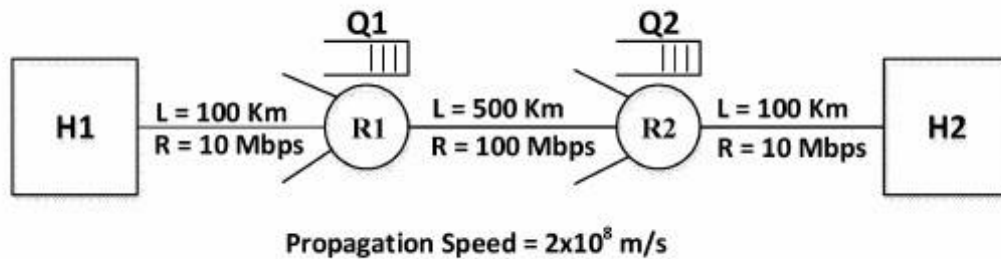 Q1
Q2
H1
L = 100 Km
R = 10 Mbps
R1
L = 500 Km
R = 100 Mbps
R2
L = 100 Km
R = 10 Mbps
H2
Propagation Speed = 2x10⁸ m/s